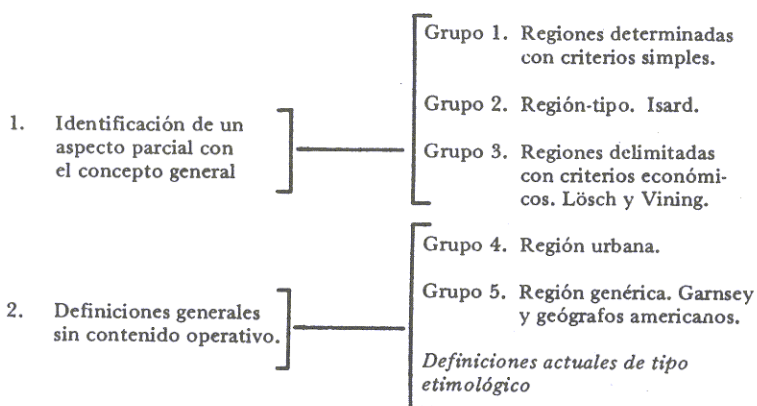 1. Identificación de un
aspecto parcial con
el concepto general
Grupo 1. Regiones determinadas
con criterios simples.
Grupo 2. Región-tipo. Isard.
Grupo 3. Regiones delimitadas
con criterios económi-
cos. Lösch y Vining.
2. Definiciones generales
sin contenido operativo.
Grupo 4. Región urbana.
Grupo 5. Región genérica. Garnsey
y geógrafos americanos.
Definiciones actuales de tipo
etimológico